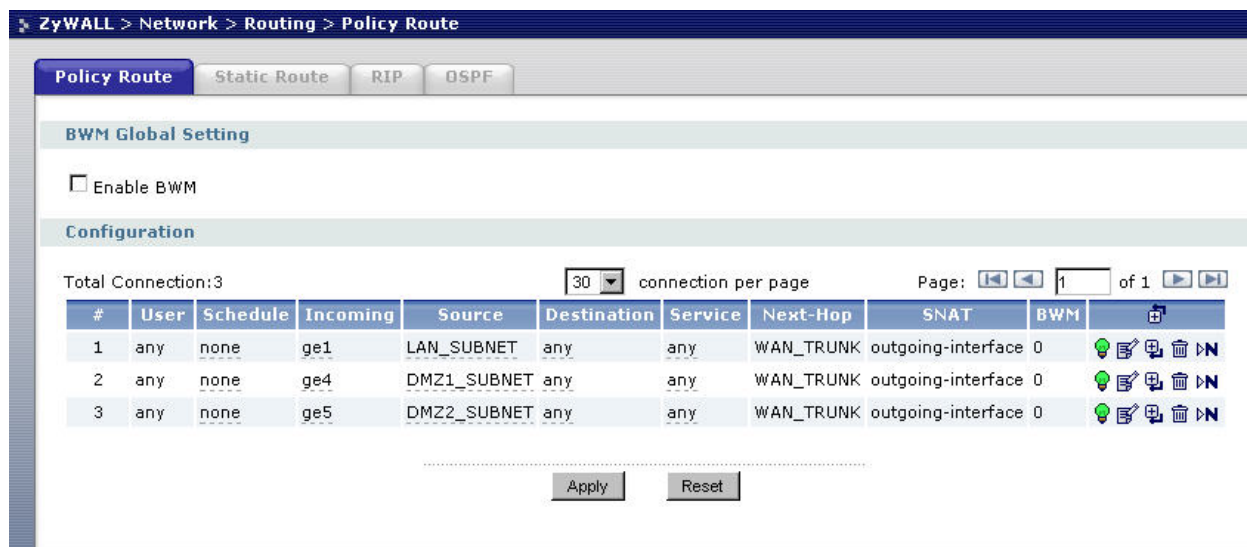 ZyWALL > Network > Routing > Policy Route
Policy Route Static Route RIP OSPF
BWM Global Setting
Enable BWM
Configuration
Total Connection:3 30 connection per page Page: 1 of 1
# User Schedule Incoming Source Destination Service Next-Hop SNAT BWM
1 any none ge1 LAN_SUBNET any any WAN_TRUNK outgoing-interface 0 N
2 any none ge4 DMZ1_SUBNET any any WAN_TRUNK outgoing-interface 0 N
3 any none ge5 DMZ2_SUBNET any any WAN_TRUNK outgoing-interface 0 N
Apply Reset